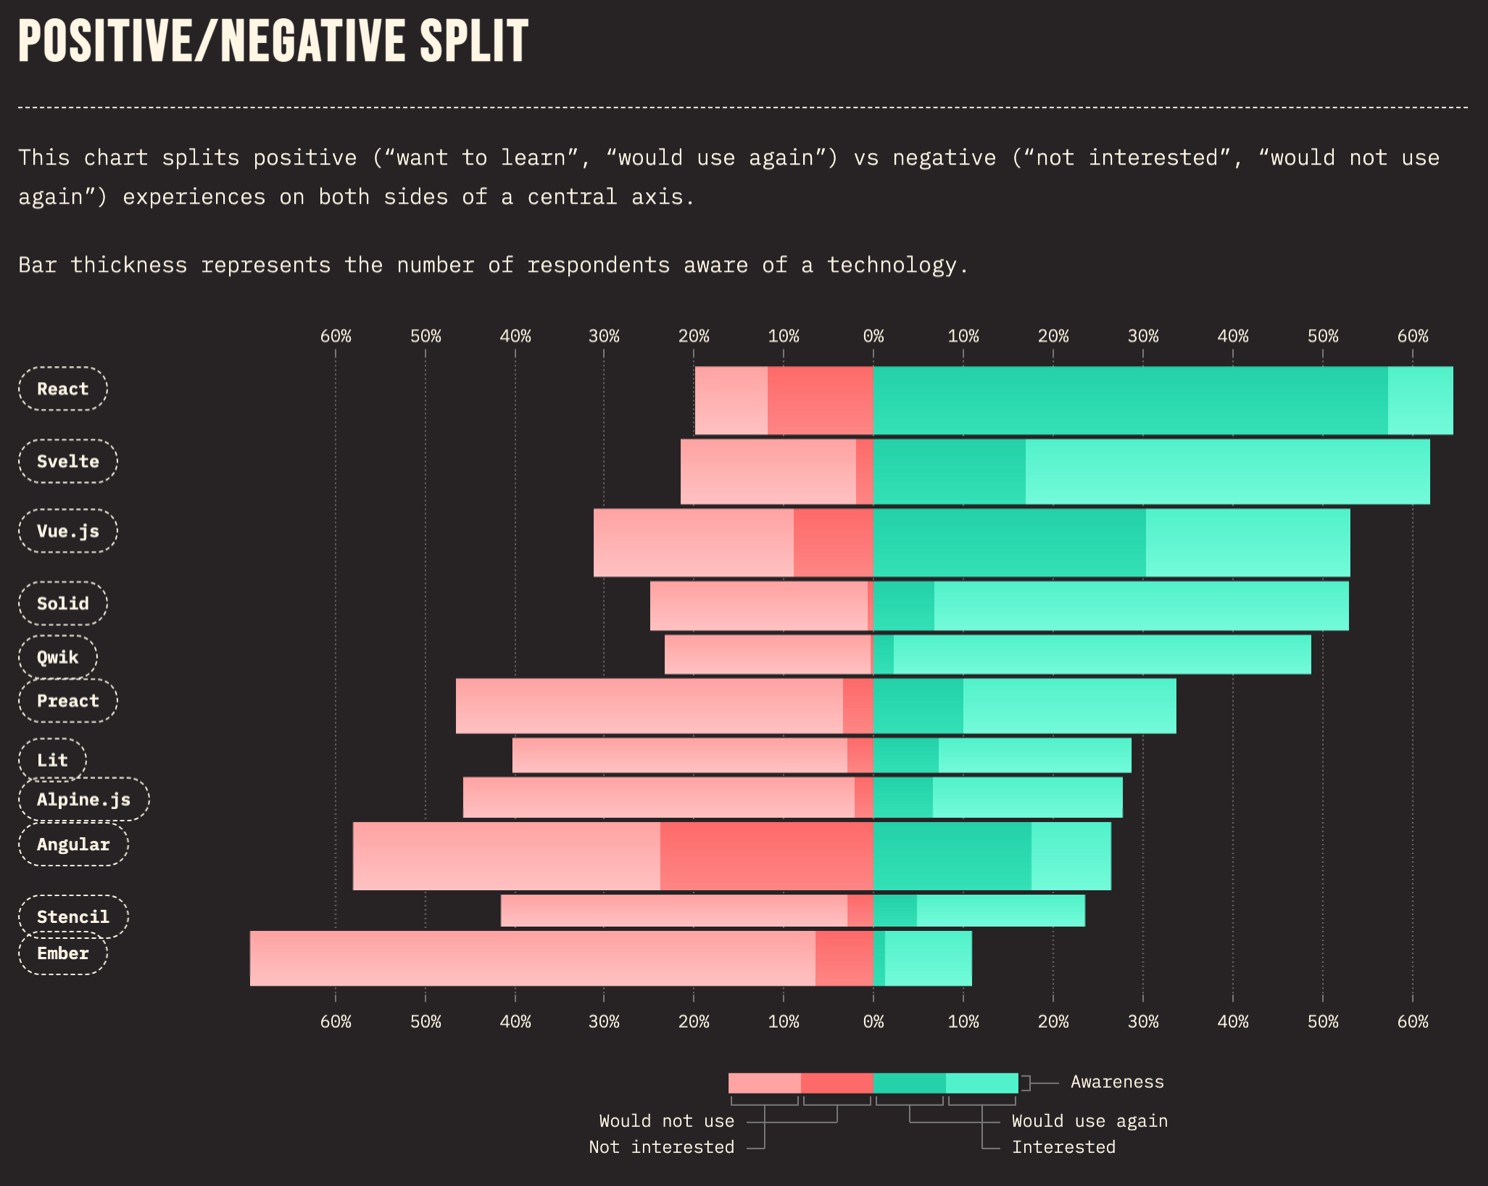 POSITIVE/NEGATIVE SPLIT
This chart splits positive (“want to learn”, “would use again”) vs negative (“not interested”, “would not use
again”) experiences on both sides of a central axis.
Bar thickness represents the number of respondents aware of a technology.
60% 50% 40% 30% 20% 10% 0% 10% 20% 30% 40% 50% 60%
React
Svelte
Vue.js
Solid
Qwik
Preact
Lit
Alpine.js
Angular
Stencil
Ember
60% 50% 40% 30% 20% 10% 0% 10% 20% 30% 40% 50% 60%
Awareness
Would not use Would use again
Not interested Interested